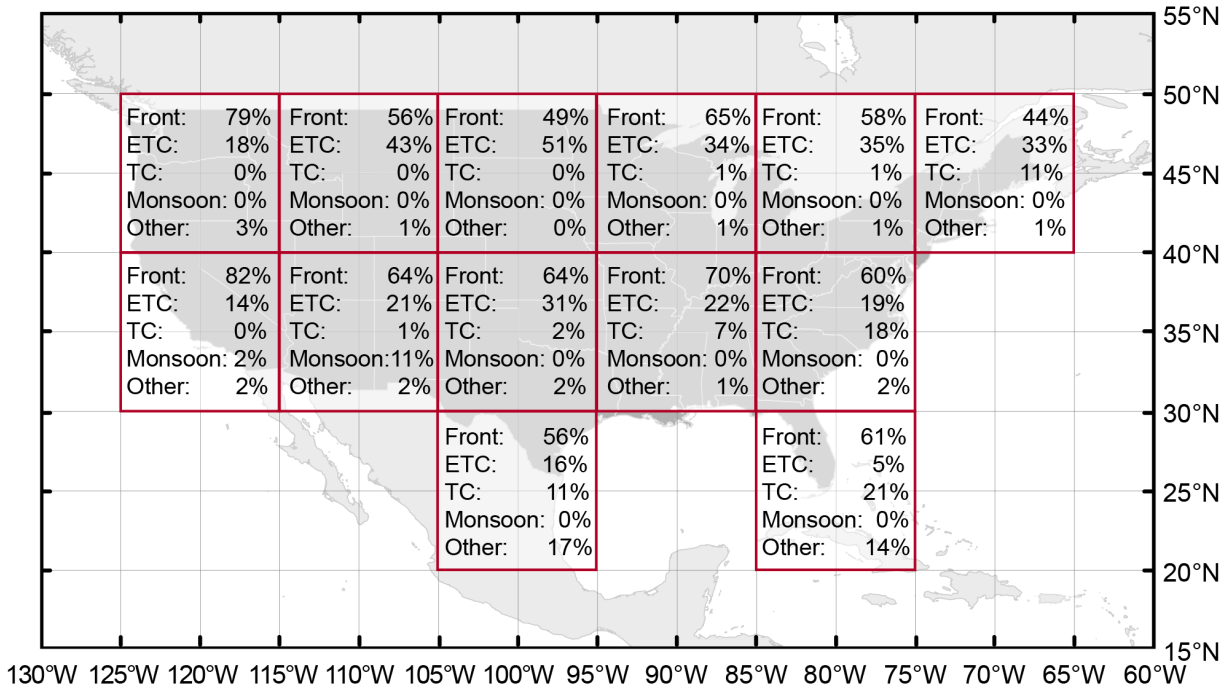 55°N
50°N
Front: 79% Front: 56% Front: 49% Front: 65% Front: 58% Front: 44%
ETC: 18% ETC: 43% ETC: 51% ETC: 34% ETC: 35% ETC: 33%
TC: 0% TC: 0% TC: 0% TC: 1% TC: 1% TC: 11%
45°N
Monsoon: 0% Monsoon: 0% Monsoon: 0% Monsoon: 0% Monsoon: 0% Monsoon: 0%
Other: 3% Other: 1% Other: 0% Other: 1% Other: 1% Other: 1%
40°N
Front: 82% Front: 64% Front: 64% Front: 70% Front: 60%
ETC: 14% ETC: 21% ETC: 31% ETC: 22% ETC: 19%
TC: 0% TC: 1% TC: 2% TC: 7% TC: 18%
35°N
Monsoon: 2% Monsoon:11% Monsoon: 0% Monsoon: 0% Monsoon: 0%
Other: 2% Other: 2% Other: 2% Other: 1% Other: 2%
30°N
Front: 56% Front: 61%
ETC: 16% ETC: 5%
TC: 11% TC: 21%
25°N
Monsoon: 0% Monsoon: 0%
Other: 17% Other: 14%
20°N
15°N
130°W 125°W 120°W 115°W 110°W 105°W 100°W 95°W 90°W 85°W 80°W 75°W 70°W 65°W 60°W